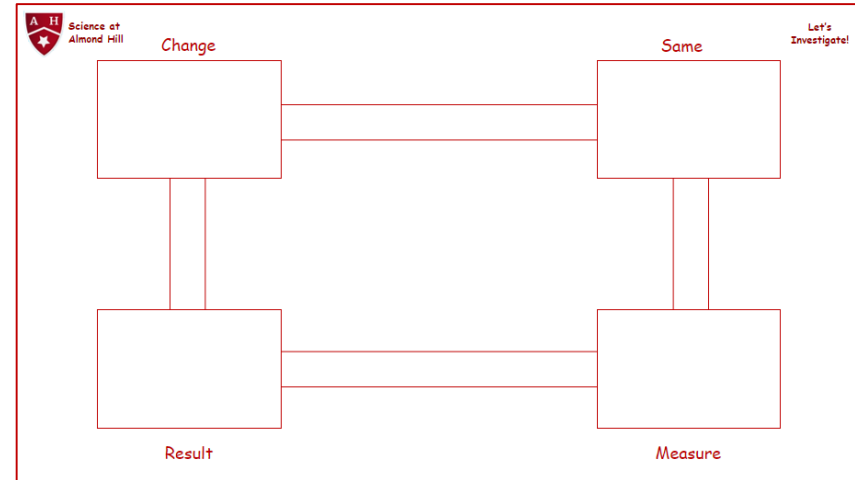 A H
Science at
Almond Hill
Let's
Investigate!
Change
Same
Result
Measure